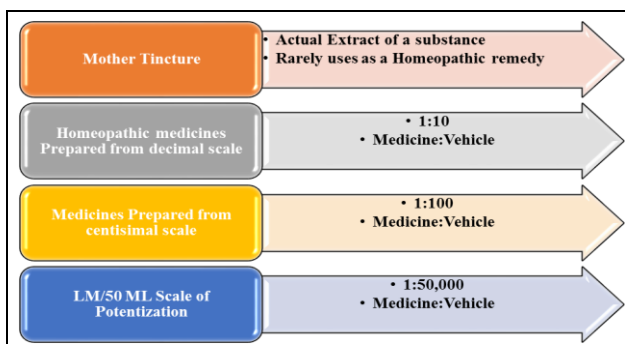 Mother Tincture
• Actual Extract of a substance
• Rarely uses as a Homeopathic remedy
Homeopathic medicines
Prepared from decimal scale
• 1:10
• Medicine:Vehicle
Medicines Prepared from
centisimal scale
• 1:100
• Medicine:Vehicle
LM/50 ML Scale of
Potentization
• 1:50,000
• Medicine:Vehicle